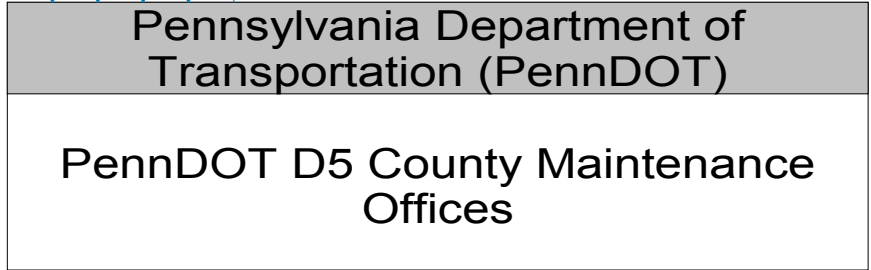 Pennsylvania Department of
Transportation (PennDOT)
PennDOT D5 County Maintenance
Offices